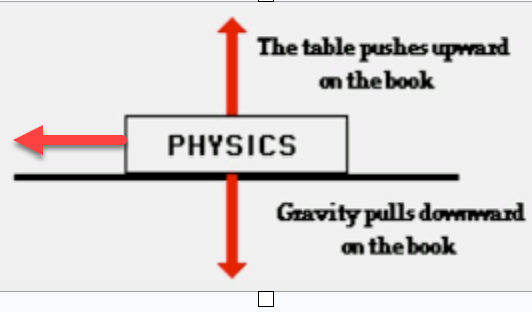 The table pushes upward
on the book
PHYSICS
Gravity pulls downward
on the book